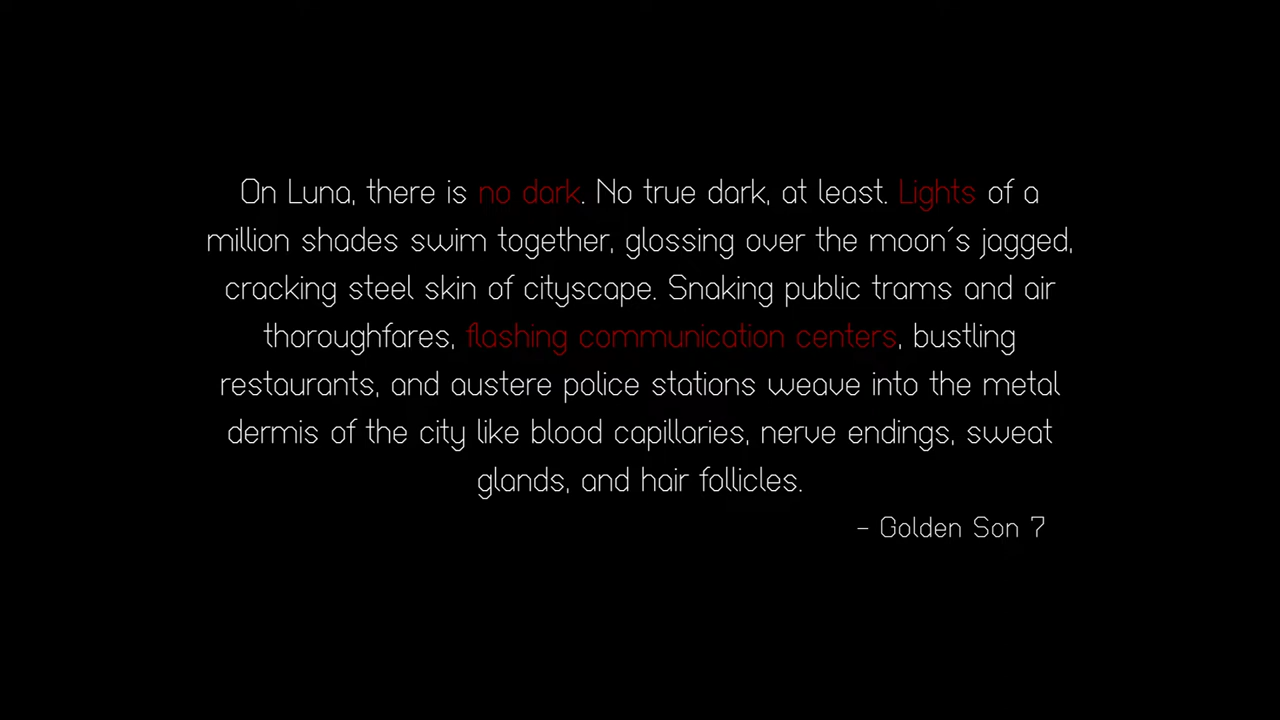 On Luna, there is no dark. No true dark, at least. Lights of a
million shades swim together, glossing over the moon´s jagged,
cracking steel skin of cityscape. Snaking public trams and air
thoroughfares, flashing communication centers, bustling
restaurants, and austere police stations weave into the metal
dermis of the city like blood capillaries, nerve endings, sweat
glands, and hair follicles.
- Golden Son 7